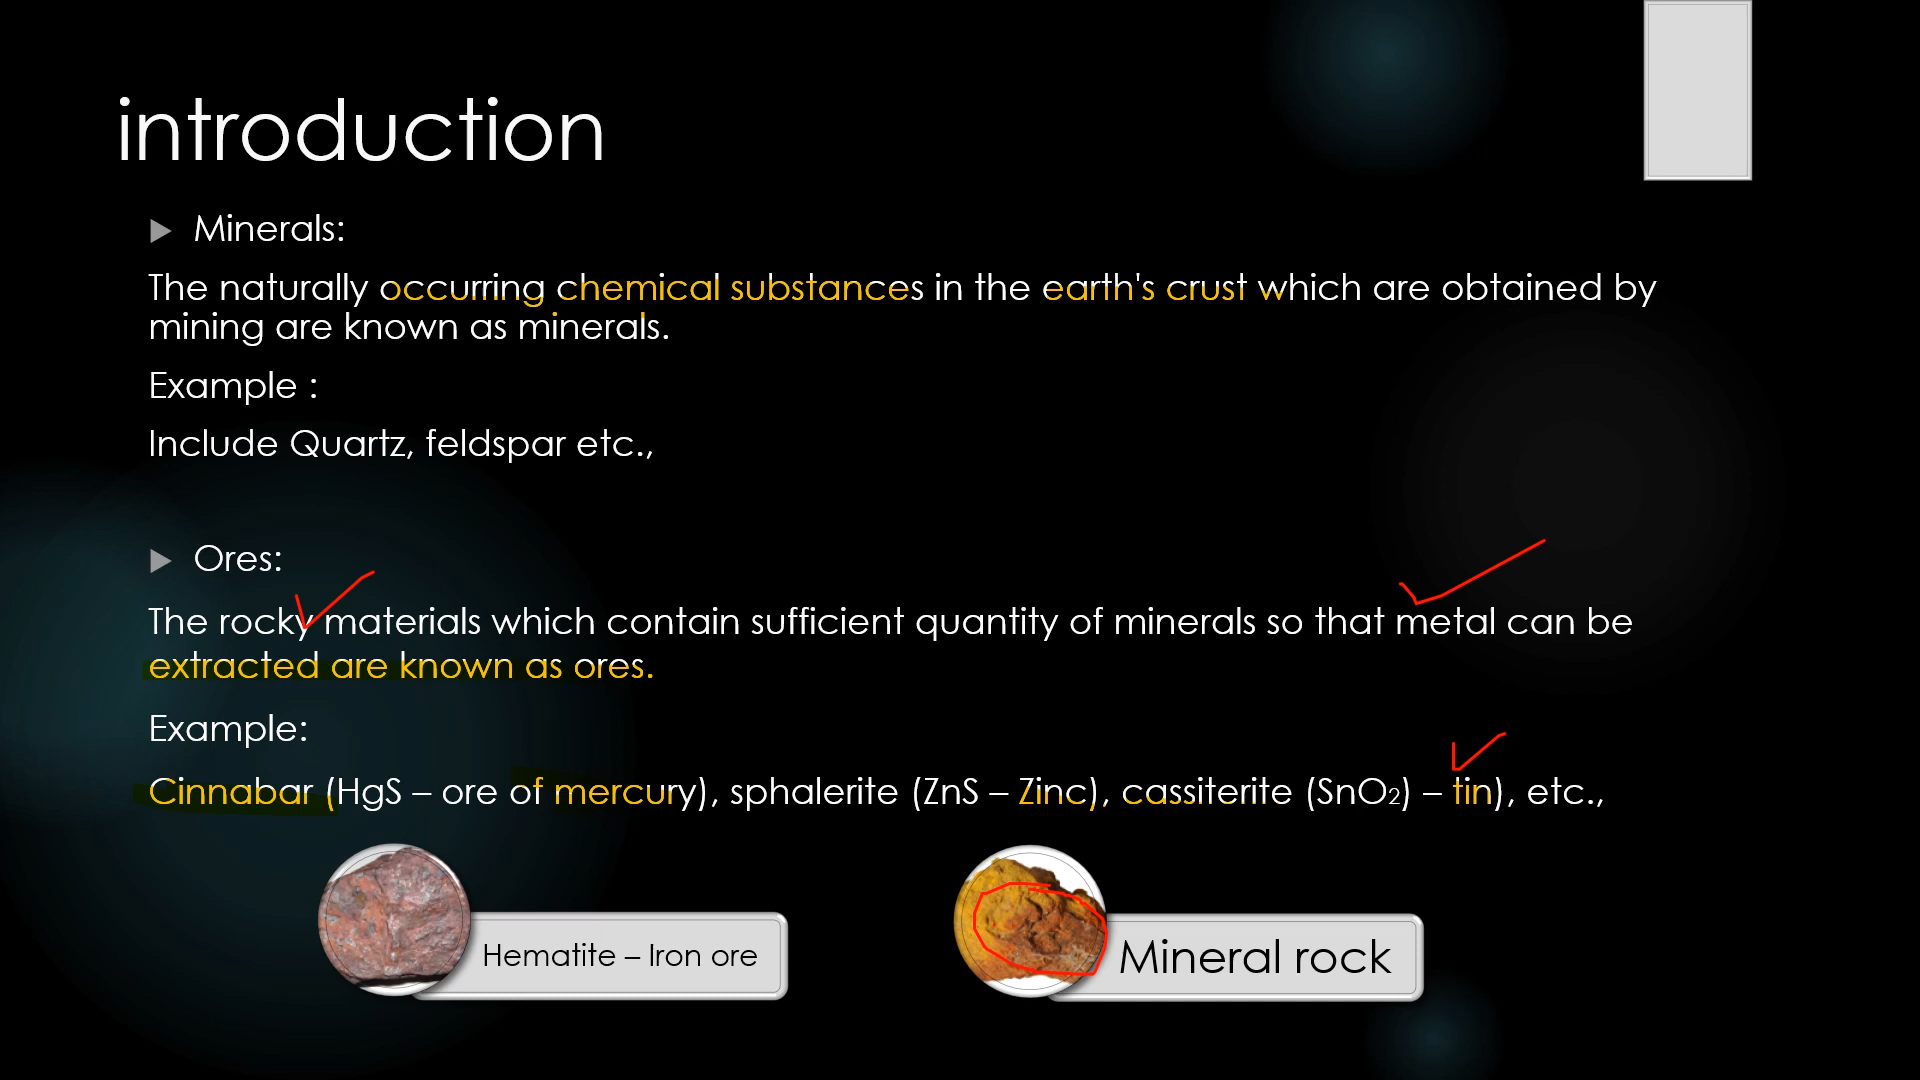 introduction
Minerals:
The naturally occurring chemical substances in the earth's crust which are obtained by
mining are known as minerals.
Example :
Include Quartz, feldspar etc.,
Ores:
The rocky materials which contain sufficient quantity of minerals so that metal can be
extracted are known as ores.
Example:
Cinnabar (HgS – ore of mercury), sphalerite (ZnS – Zinc), cassiterite (SnO₂) – tin), etc.,
Hematite – Iron ore
Mineral rock